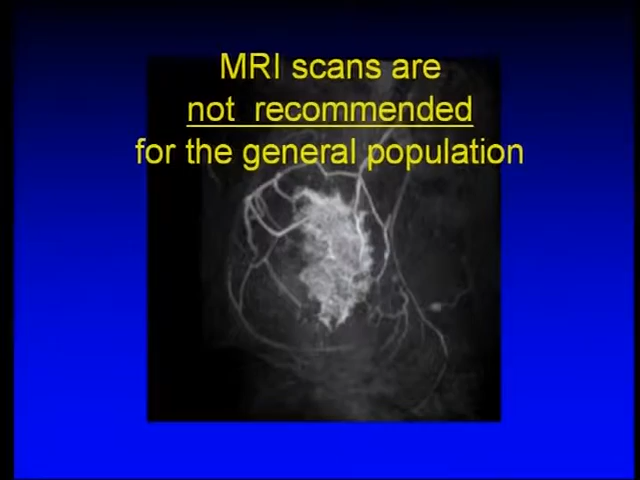 MRI scans are
not recommended
for the general population